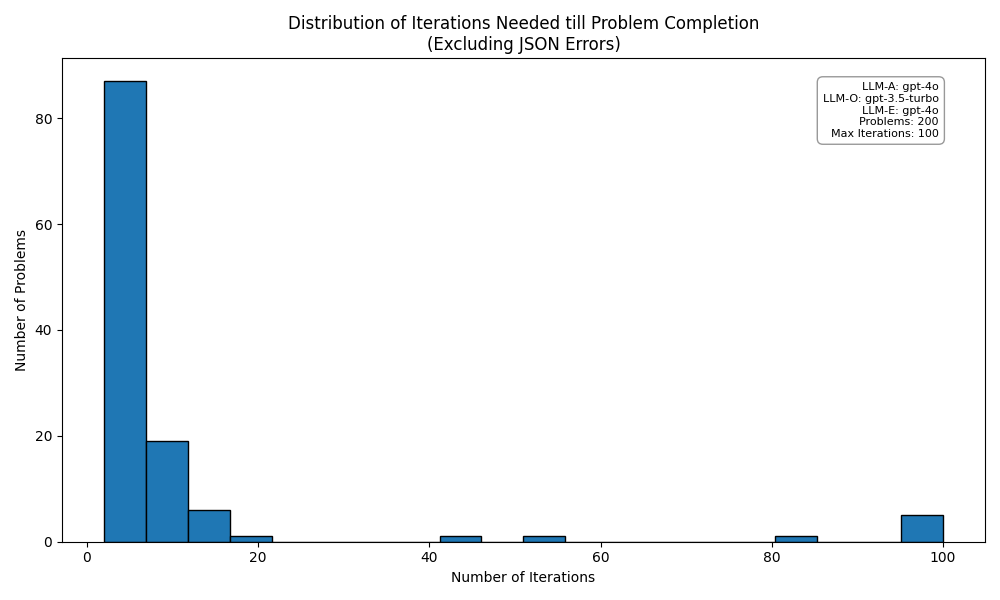 Distribution of Iterations Needed till Problem Completion
(Excluding JSON Errors)
LLM-A: gpt-4o
LLM-O: gpt-3.5-turbo
LLM-E: gpt-4o
Problems: 200
Max Iterations: 100
Number of Problems
80
60
40
20
0
0 20 40 60 80 100
Number of Iterations